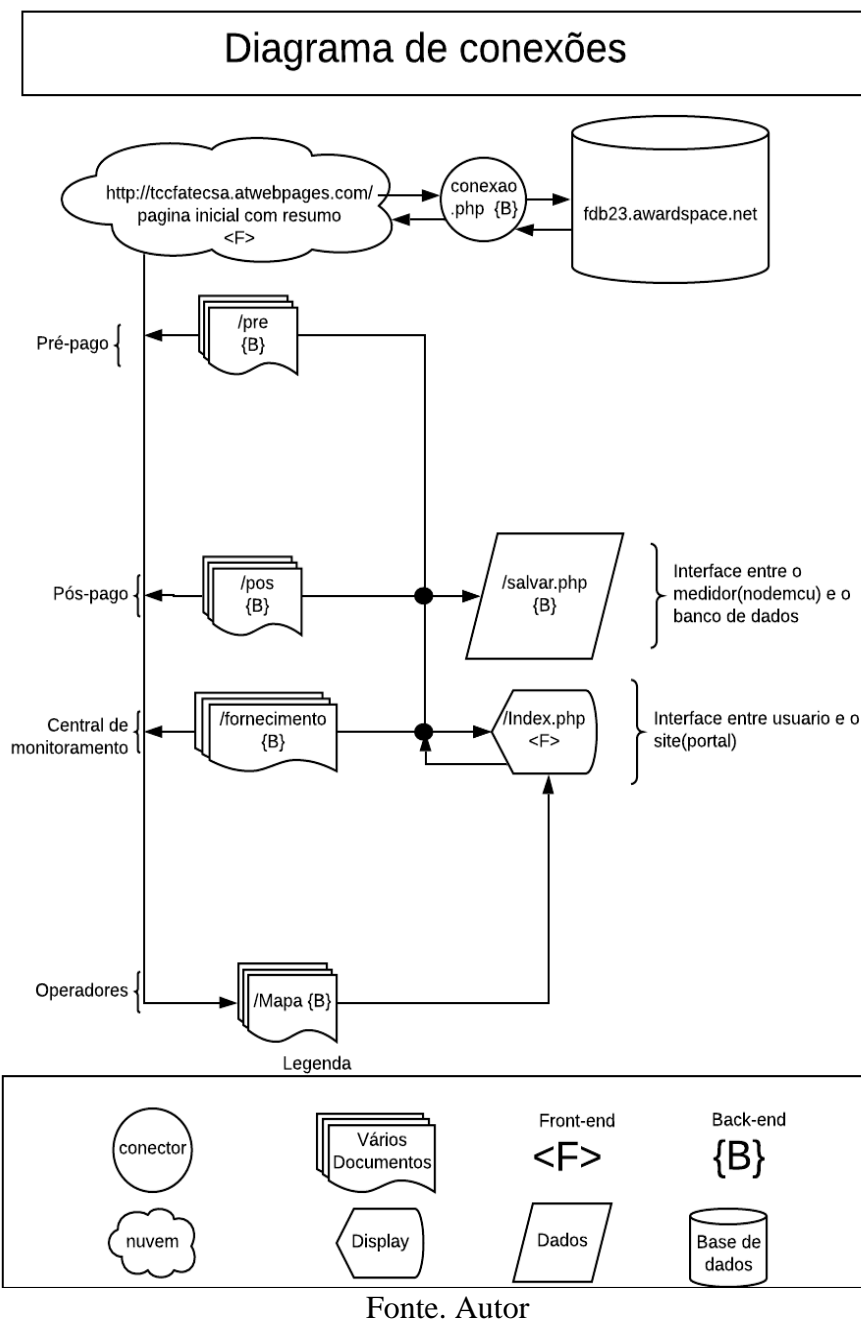 Diagrama de conexões
http://tccfatecsa.atwebpages.com/
pagina inicial com resumo
<F>
conexao
.php {B}
fdb23.awardspace.net
Pré-pago
/pre
{B}
Pós-pago
/pos
{B}
/salvar.php
{B}
Interface entre o
medidor(nodemcu) e o
banco de dados
Central de
monitoramento
/fornecimento
{B}
/Index.php
<F>
Interface entre usuario e o
site(portal)
Operadores
/Mapa {B}
Legenda
conector
Vários
Documentos
Front-end
<F>
Back-end
{B}
nuvem
Display
Dados
Base de
dados
Fonte. Autor